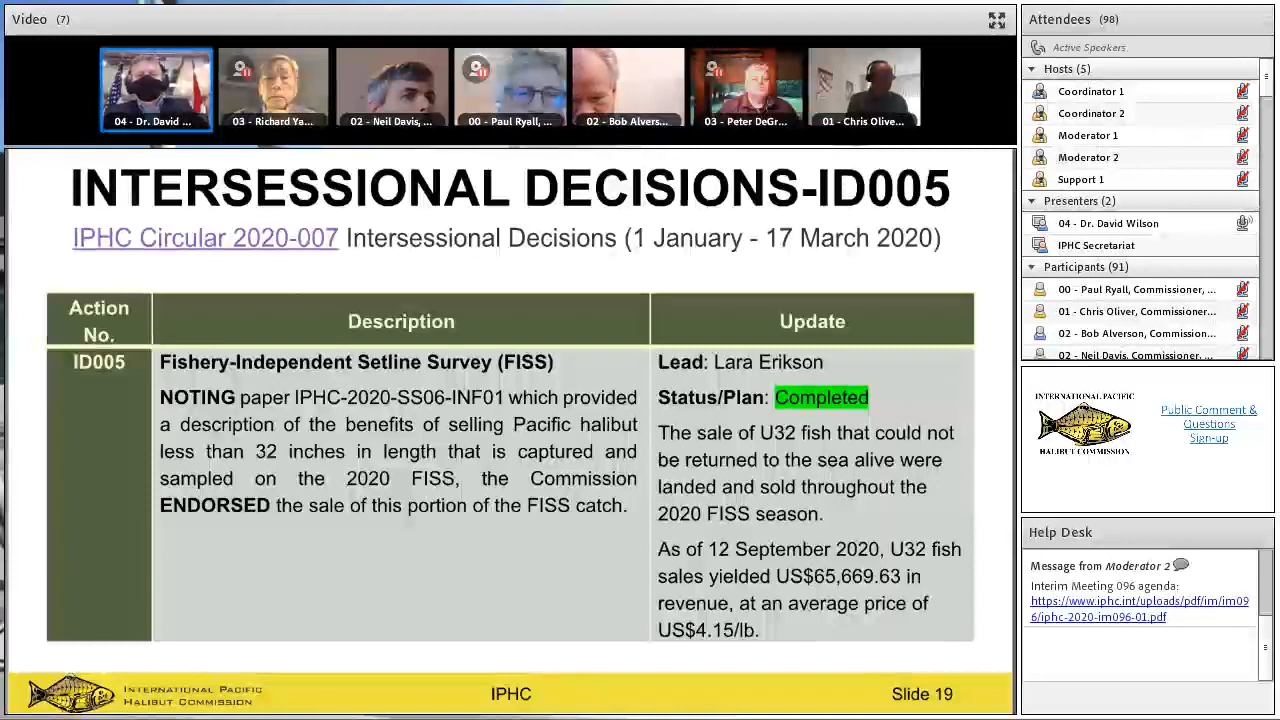 Video (7)
04 - Dr. David ...
03 - Richard Ya...
02 - Neil Davis, ...
00 - Paul Ryall, ...
02 - Bob Alvers...
03 - Peter DeGr...
01 - Chris Olive...
INTERSESSIONAL DECISIONS-ID005
IPHC Circular 2020-007 Intersessional Decisions (1 January - 17 March 2020)
Action
No.
Description
Update
ID005
Fishery-Independent Setline Survey (FISS)
NOTING paper IPHC-2020-SS06-INF01 which provided
a description of the benefits of selling Pacific halibut
less than 32 inches in length that is captured and
sampled on the 2020 FISS, the Commission
ENDORSED the sale of this portion of the FISS catch.
Lead: Lara Erikson
Status/Plan: Completed
The sale of U32 fish that could not
be returned to the sea alive were
landed and sold throughout the
2020 FISS season.
As of 12 September 2020, U32 fish
sales yielded US$65,669.63 in
revenue, at an average price of
US$4.15/lb.
INTERNATIONAL PACIFIC
HALIBUT COMMISSION
IPHC
Slide 19
Attendees (98)
Active Speakers
Hosts (5)
Coordinator 1
Coordinator 2
Moderator 1
Moderator 2
Support 1
Presenters (2)
04 - Dr. David Wilson
IPHC Secretariat
Participants (91)
00 - Paul Ryall, Commissioner, ...
01 - Chris Oliver, Commissioner...
02 - Bob Alverson, Commission...
02 - Neil Davis, Commissioner, ...
INTERNATIONAL PACIFIC
HALIBUT COMMISSION
Public Comment &
Questions
Sign-up
Help Desk
Message from Moderator 2
Interim Meeting 096 agenda:
https://www.iphc.int/uploads/pdf/im/im09
6/iphc-2020-im096-01.pdf